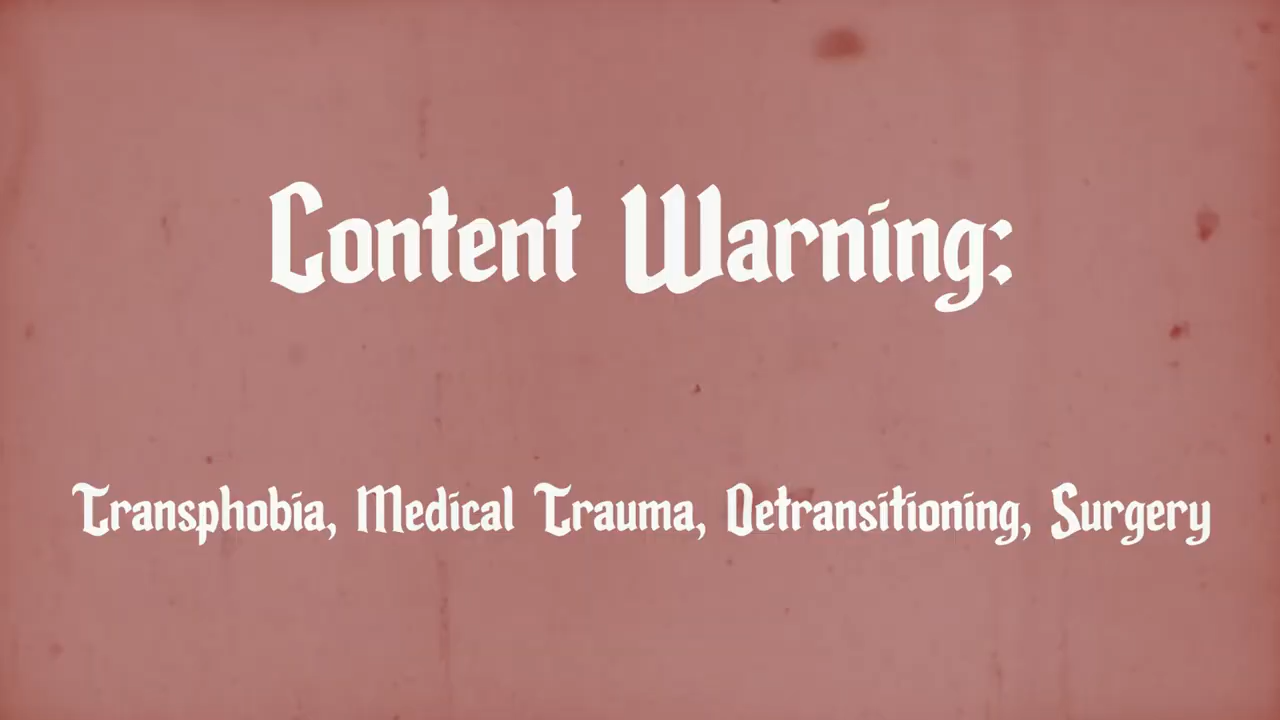 Content Warning:
Transphobia, Medical Trauma, Detransitioning, Surgery